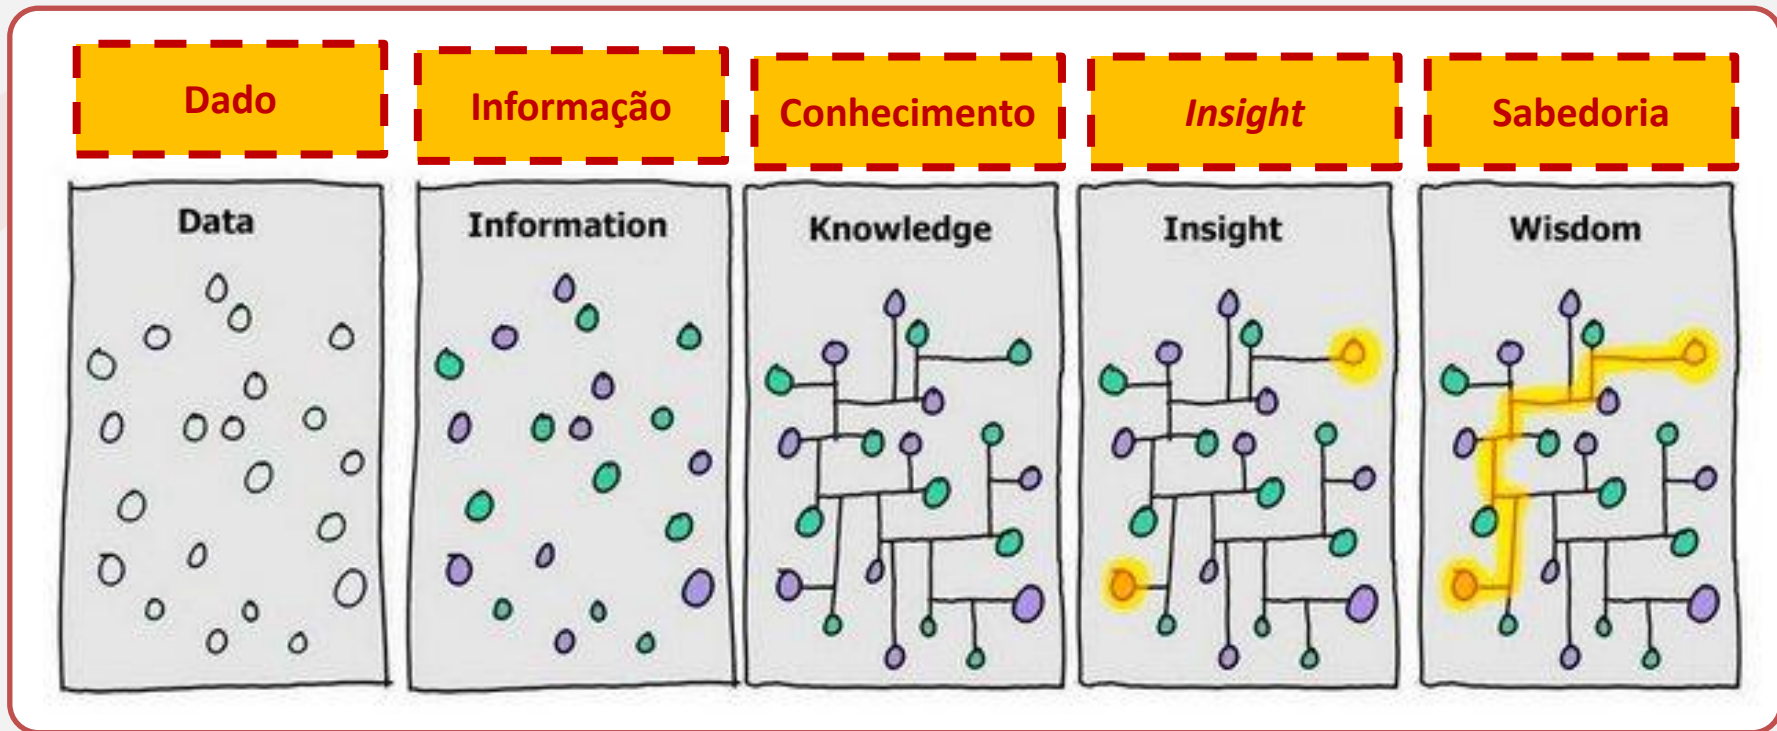 Dado
Informação
Conhecimento
Insight
Sabedoria
Data
Information
Knowledge
Insight
Wisdom